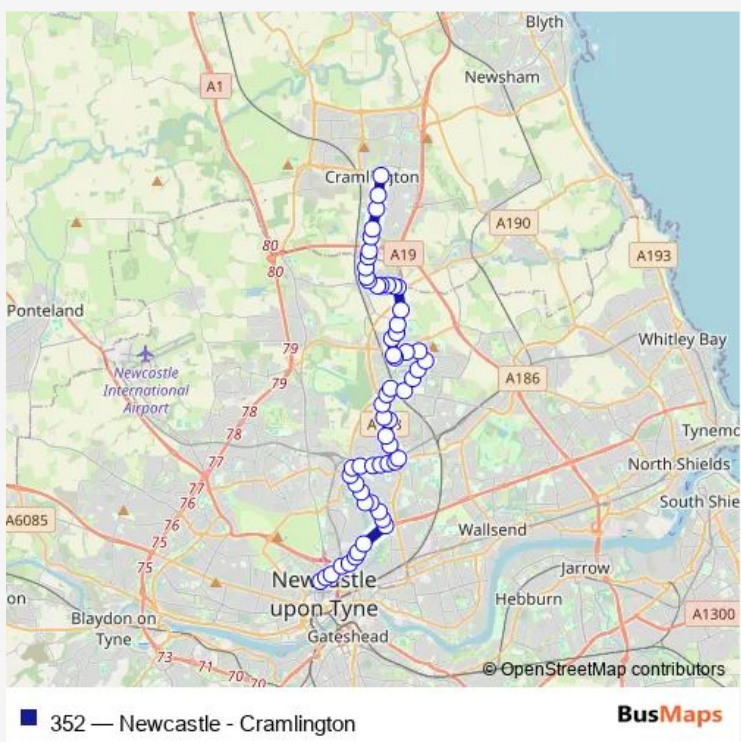 Blyth
Newsham
A1
Cramlington
A190
80
A19
A193
80
Ponteland
Whitley Bay
79
Newcastle
International
Airport
79
A186
78
78
Tynemo
77
North Shields
77
South Shie
76
A6085
76
Wallsend
75
75
Jarrow
Newcastle
upon Tyne
Hebburn
on
Blaydon on
Tyne
A1300
Gateshead
73
71
70
70
© OpenStreetMap contributors
352 — Newcastle - Cramlington
BusMaps